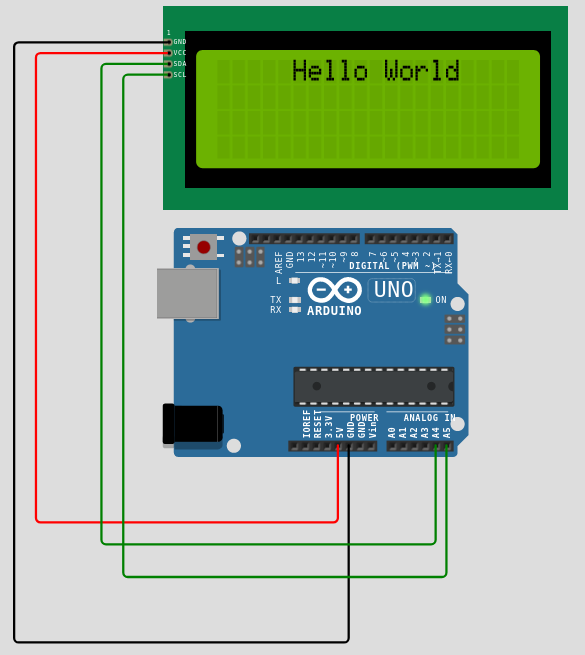 1
GND
VCC
SDA
SCL
Hello World
AREF
GND
13
12
~11
~10
~9
8
7
~6
~5
4
~3
2
TX→1
RX←0
DIGITAL (PWM ~)
L
TX
RX
UNO
ON
ARDUINO
POWER
ANALOG IN
IOREF
RESET
3.3V
5V
GND
GND
Vin
A0
A1
A2
A3
A4
A5